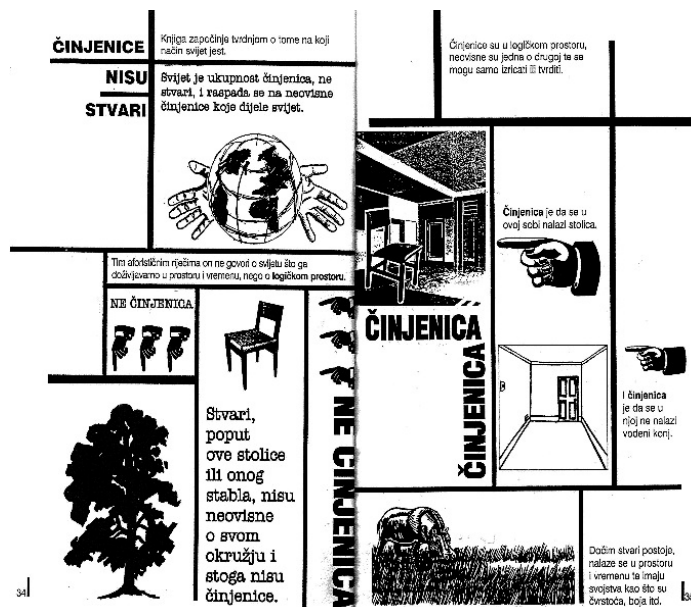 ČINJENICE
NISU
STVARI
Knjiga započinje tvrdnjom o tome na koji
način svijet jest.
Svijet je ukupnost činjenica, ne
stvari, i raspada se na neovisne
činjenice koje dijele svijet.
Tim aforističnim riječima on ne govori o svijetu što ga
doživljavamo u prostoru i vremenu, nego o logičkom prostoru.
NE ČINJENICA
Stvari,
poput
ove stolice
ili onog
stabla, nisu
neovisne
o svom
okružju i
stoga nisu
činjenice.
NE ČINJENICA
34
Činjenice su u logičkom prostoru,
neovisne su jedna o drugoj te se
mogu samo izricati ili tvrditi.
Činjenica je da se u
ovoj sobi nalazi stolica.
ČINJENICA
ČINJENICA
I činjenica
je da se u
njoj ne nalazi
vodeni konj.
Dočim stvari postoje,
nalaze se u prostoru
i vremenu te imaju
svojstva kao što su
čvrstoća, boja itd.